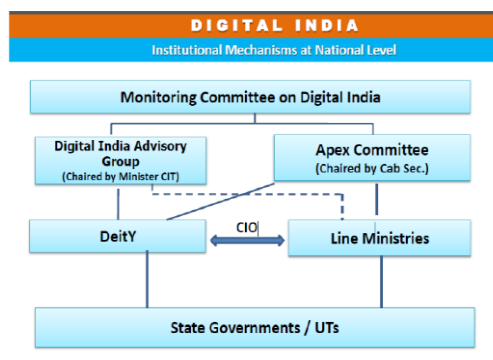 DIGITAL INDIA
Institutional Mechanisms at National Level
Monitoring Committee on Digital India
Digital India Advisory
Group
(Chaired by Minister CIT)
Apex Committee
(Chaired by Cab Sec.)
DeitY
CIO
Line Ministries
State Governments / UTs